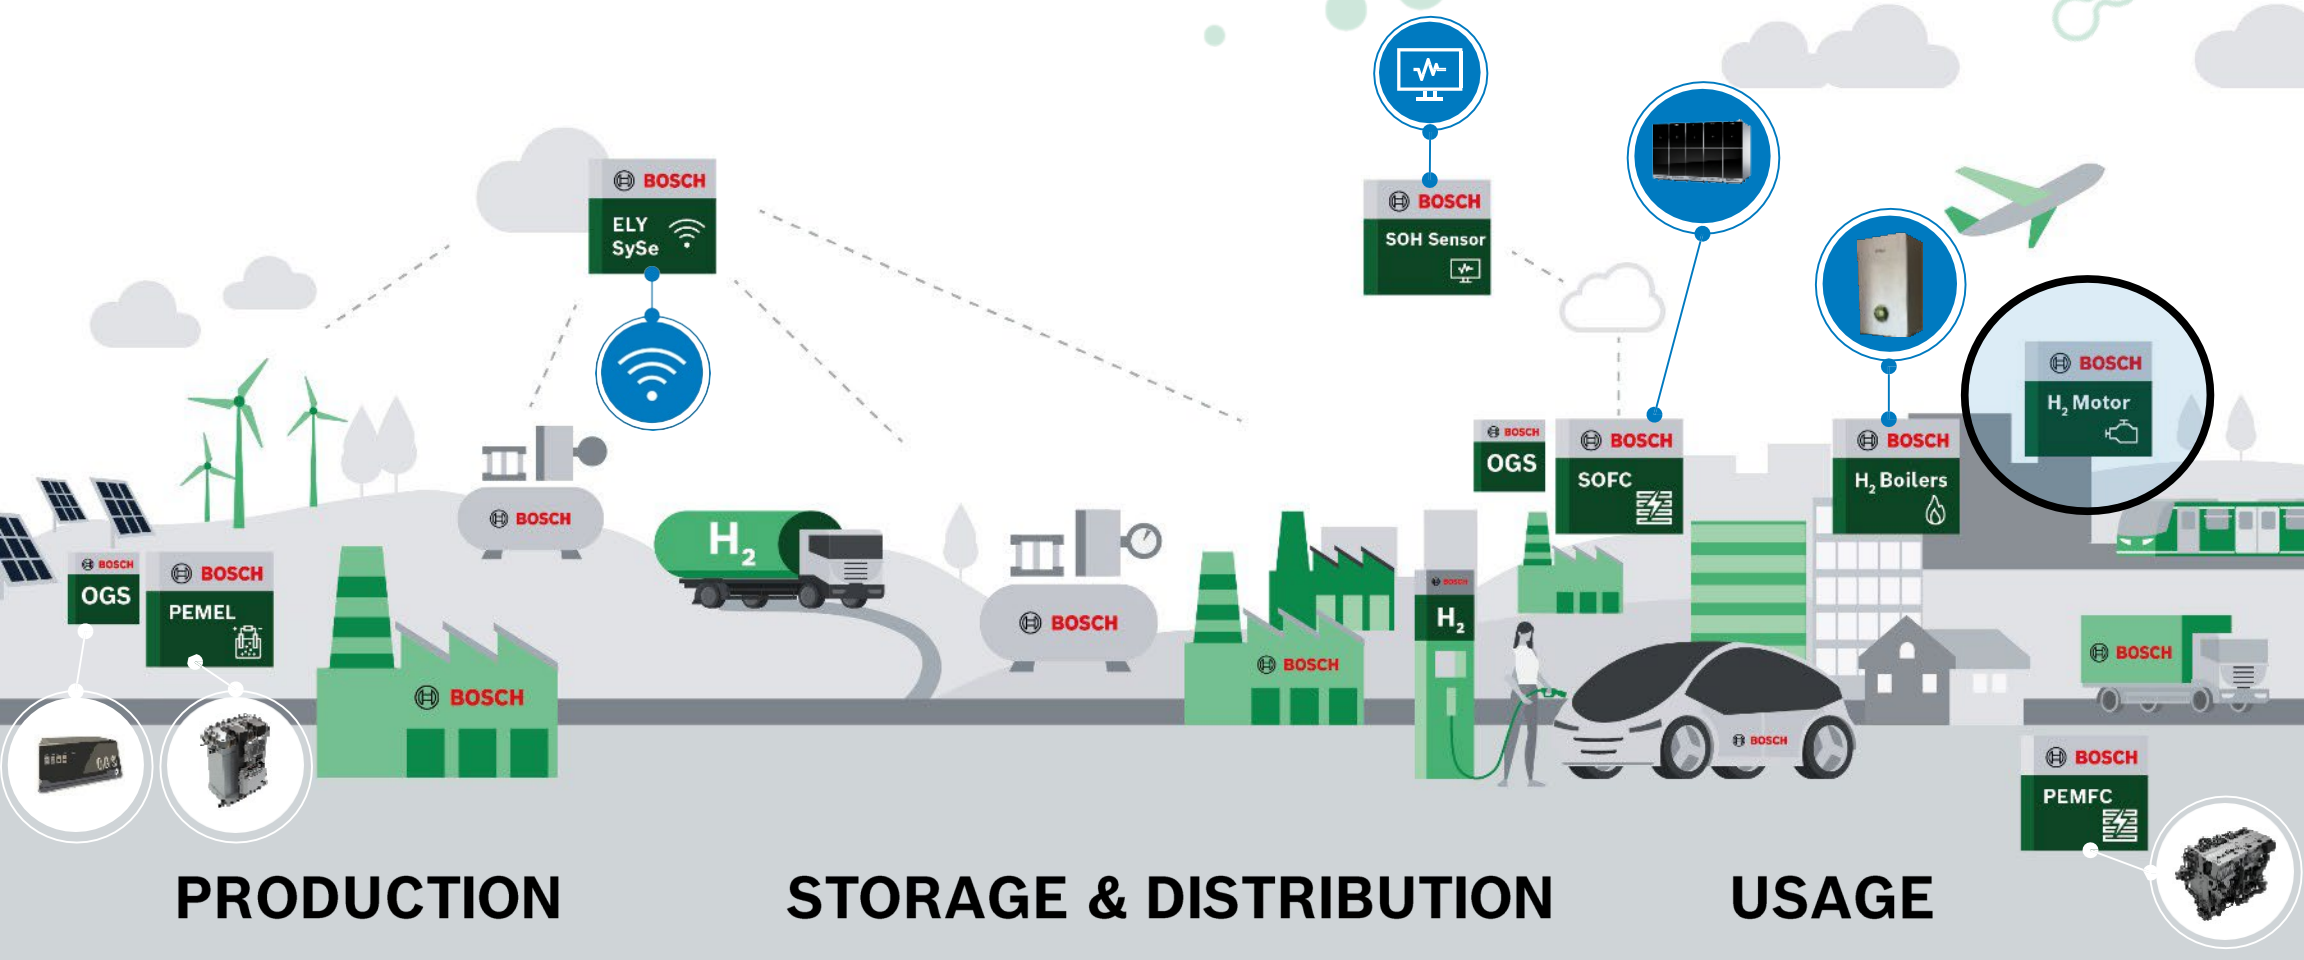 BOSCH
ELY
SySe
BOSCH
SOH Sensor
BOSCH
H2 Motor
BOSCH
OGS
BOSCH
SOFC
BOSCH
H2 Boilers
BOSCH
H2
BOSCH
OGS
BOSCH
PEMEL
BOSCH
BOSCH
H2
BOSCH
BOSCH
BOSCH
BOSCH
BOSCH
BOSCH
PEMFC
PRODUCTION
STORAGE & DISTRIBUTION
USAGE